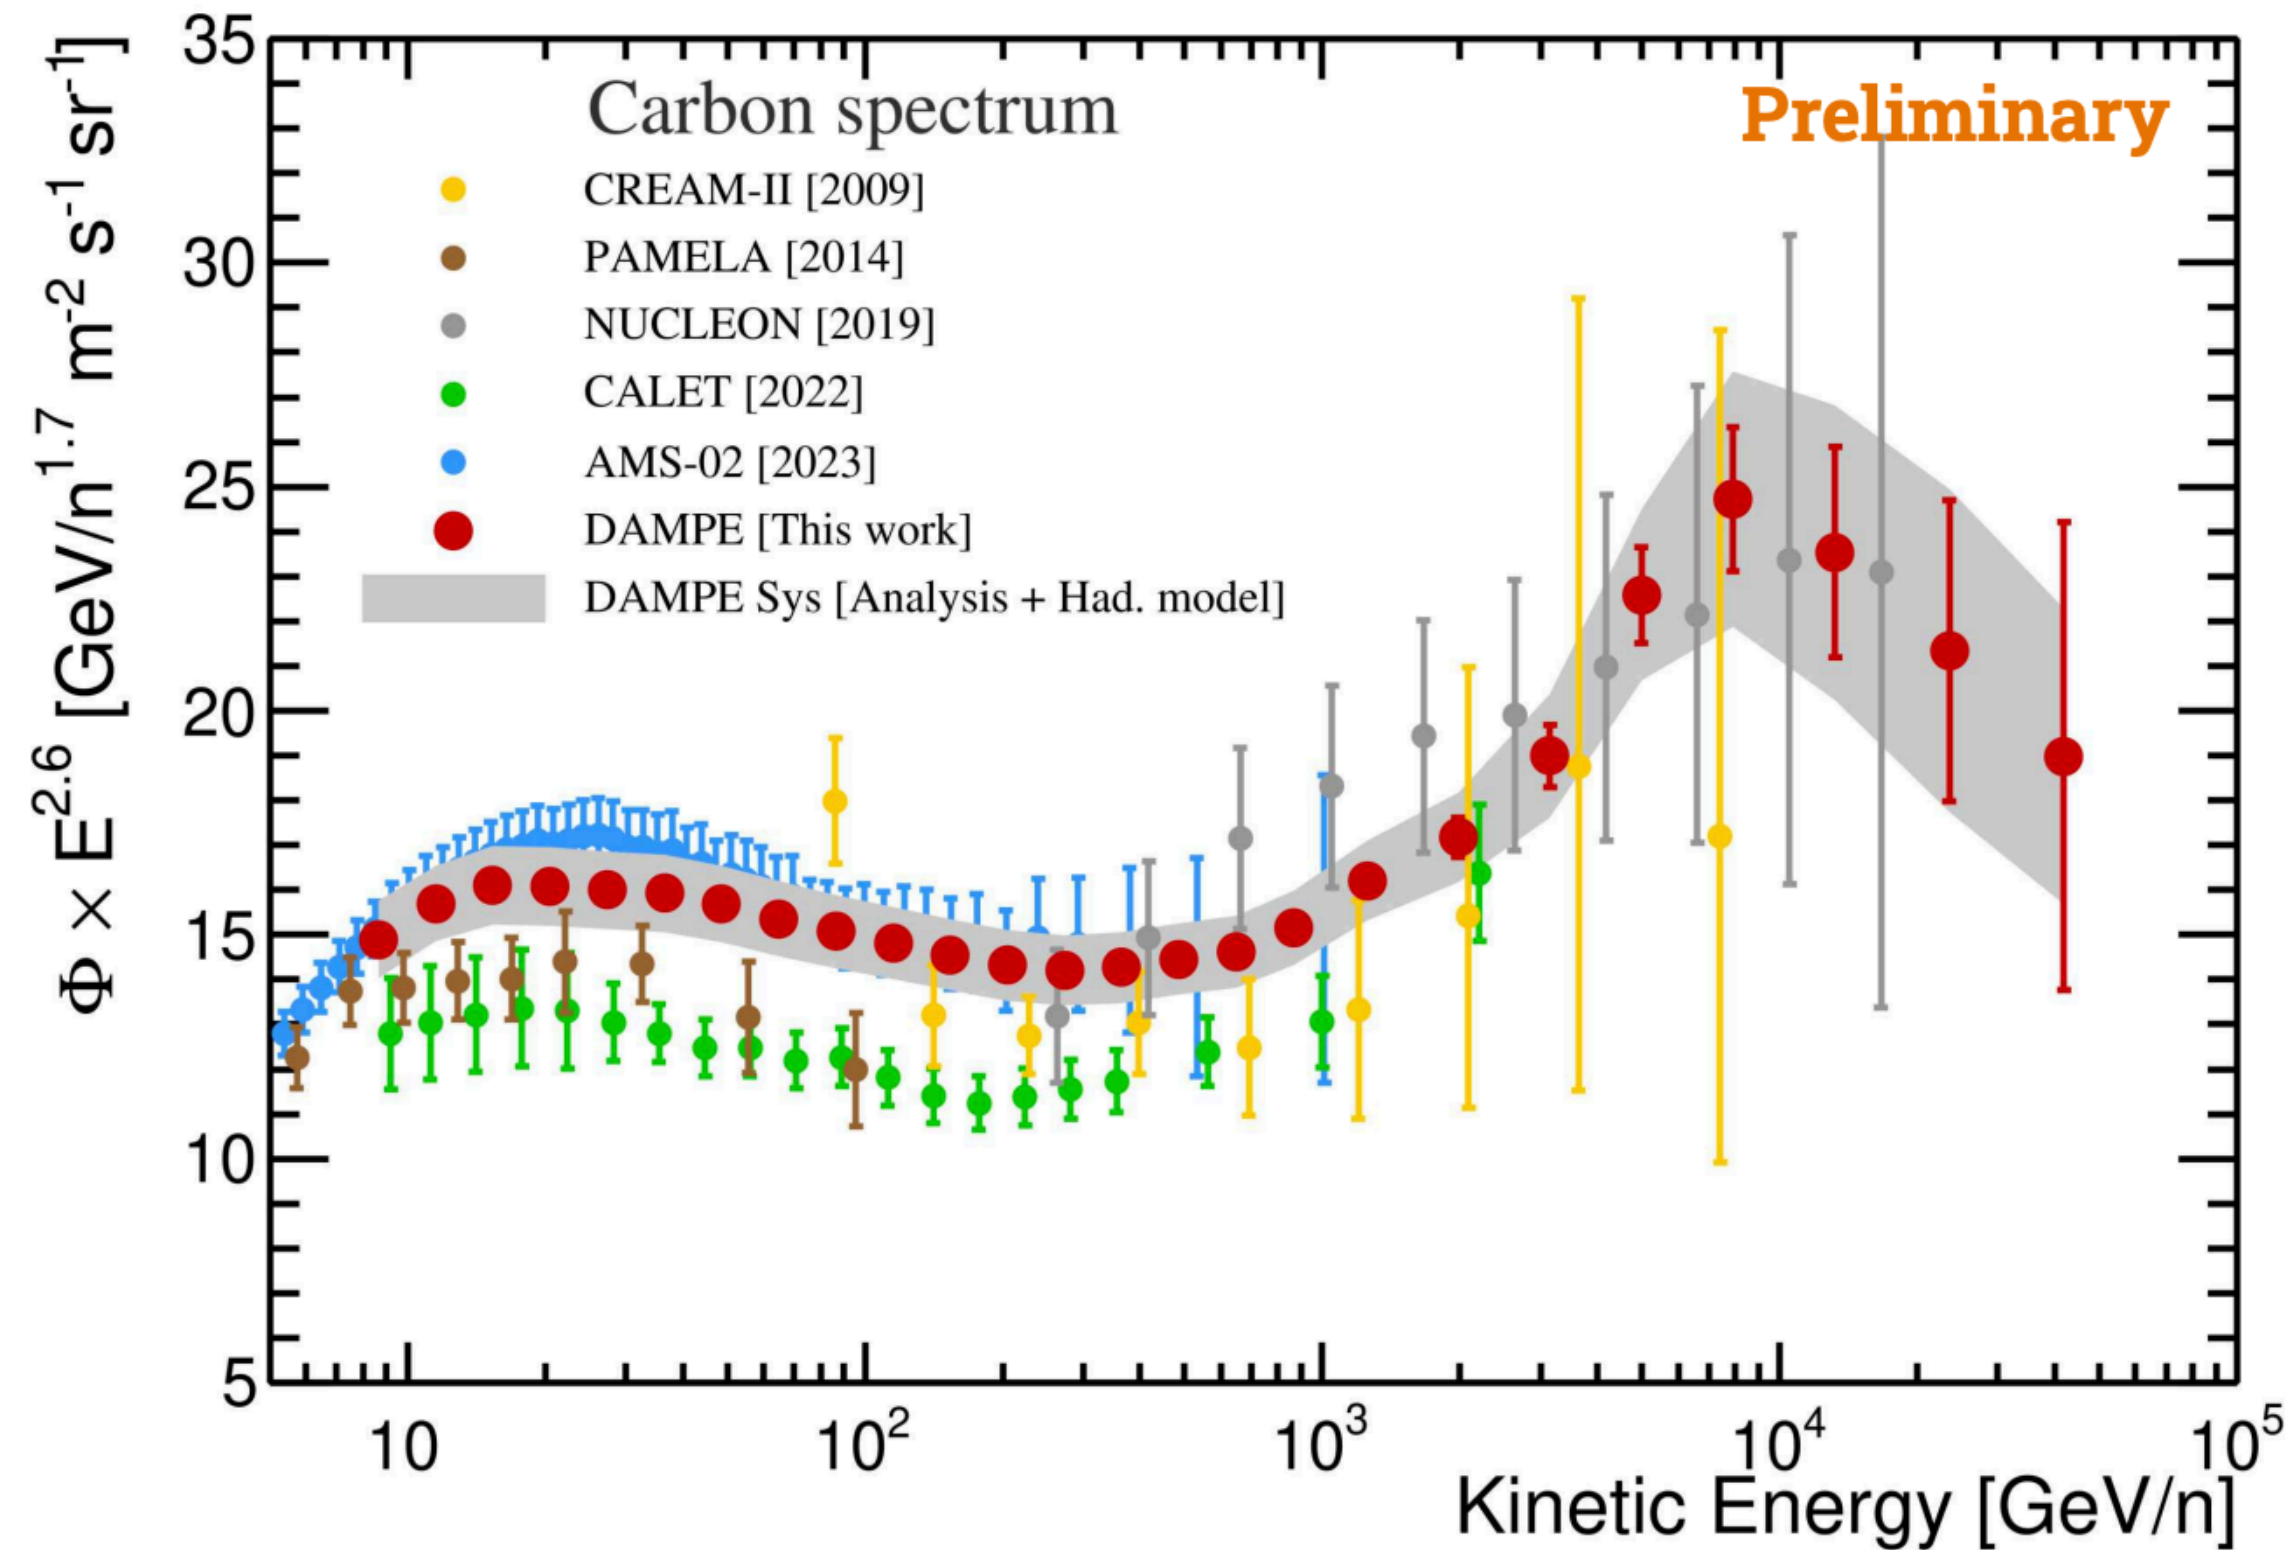 Φ × E^2.6 [GeV/n^1.7 m^-2 s^-1 sr^-1]
35
30
25
20
15
10
5
Carbon spectrum
Preliminary
CREAM-II [2009]
PAMELA [2014]
NUCLEON [2019]
CALET [2022]
AMS-02 [2023]
DAMPE [This work]
DAMPE Sys [Analysis + Had. model]
10
10^2
10^3
10^4
10^5
Kinetic Energy [GeV/n]